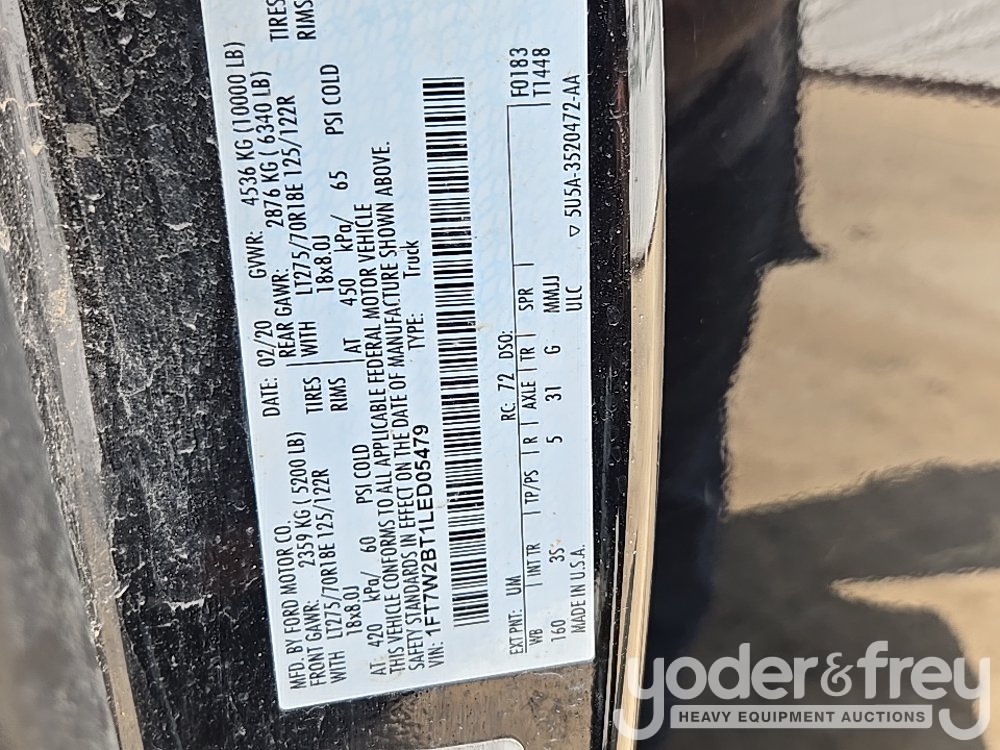 MFD. BY FORD MOTOR CO.
DATE: 02/20 GVWR: 4536 KG (10000 LB)
FRONT GAWR: 2359 KG ( 5200 LB)
REAR GAWR: 2876 KG ( 6340 LB)
WITH LT275/70R18E 125/122R TIRES
WITH LT275/70R18E 125/122R TIRES
18x8.0J RIMS
18x8.0J RIMS
AT 420 kPa/ 60 PSI COLD
AT 450 kPa/ 65 PSI COLD
THIS VEHICLE CONFORMS TO ALL APPLICABLE FEDERAL MOTOR VEHICLE
SAFETY STANDARDS IN EFFECT ON THE DATE OF MANUFACTURE SHOWN ABOVE.
VIN: 1FT7W2BT1LED05479 TYPE: Truck
EXT PNT: UM RC: 72 DSO: F0183
WB INT TR TP/PS R AXLE TR SPR T1448
160 3S 5 31 G MMJJ
MADE IN U.S.A. ULC ▽ 5U5A-3520472-AA
yoder&frey
HEAVY EQUIPMENT AUCTIONS